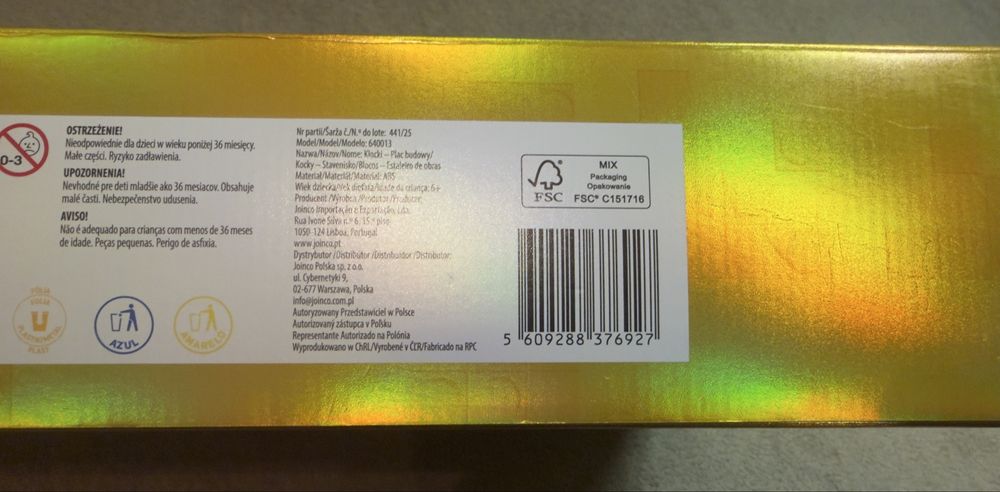 0-3
OSTRZEŻENIE!
Nieodpowiednie dla dzieci w wieku poniżej 36 miesięcy.
Małe części. Ryzyko zadławienia.
UPOZORNENIA!
Nevhodné pre deti mladšie ako 36 mesiacov. Obsahuje
malé časti. Nebezpečenstvo udusenia.
AVISO!
Não é adequado para crianças com menos de 36 meses
de idade. Peças pequenas. Perigo de asfixia.
FOLIA
PLAST
AZUL
AMARELO
Nr partii/Šarža č./N.º do lote: 441/25
Model/Model/Modelo: 640013
Nazwa/Názov/Nome: Klocki – Plac budowy/
Kocky – Stavenisko/Blocos – Estaleiro de obras
Materiał/Materiál/Material: ABS
Wiek dziecka/Vek dieťaťa/Idade da criança: 6+
Producent /Výrobca /Produtor /Producer:
Joinco Importação e Exportação, Lda.
Rua Ivone Silva n.º 6, 15.º piso
1050-124 Lisboa, Portugal
www.joinco.pt
Dystrybutor /Distribútor /Distribuidor /Distributor:
Joinco Polska sp. z o.o.
ul. Cybernetyki 9,
02-677 Warszawa, Polska
info@joinco.com.pl
Autoryzowany Przedstawiciel w Polsce
Autorizovaný zástupca v Poľsku
Representante Autorizado na Polónia
Wyprodukowano w ChRL/Vyrobené v ČĽR/Fabricado na RPC
FSC
MIX
Packaging
Opakowanie
FSC® C151716
5 609288 376927